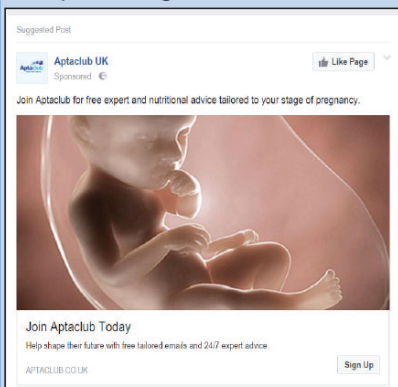 Suggested Post
Aptaclub UK
Like Page
Sponsored
Join Aptaclub for free expert and nutritional advice tailored to your stage of pregnancy.
Join Aptaclub Today
Help shape their future with free tailored emails and 24/7 expert advice.
APTACLUB.CO.UK
Sign Up